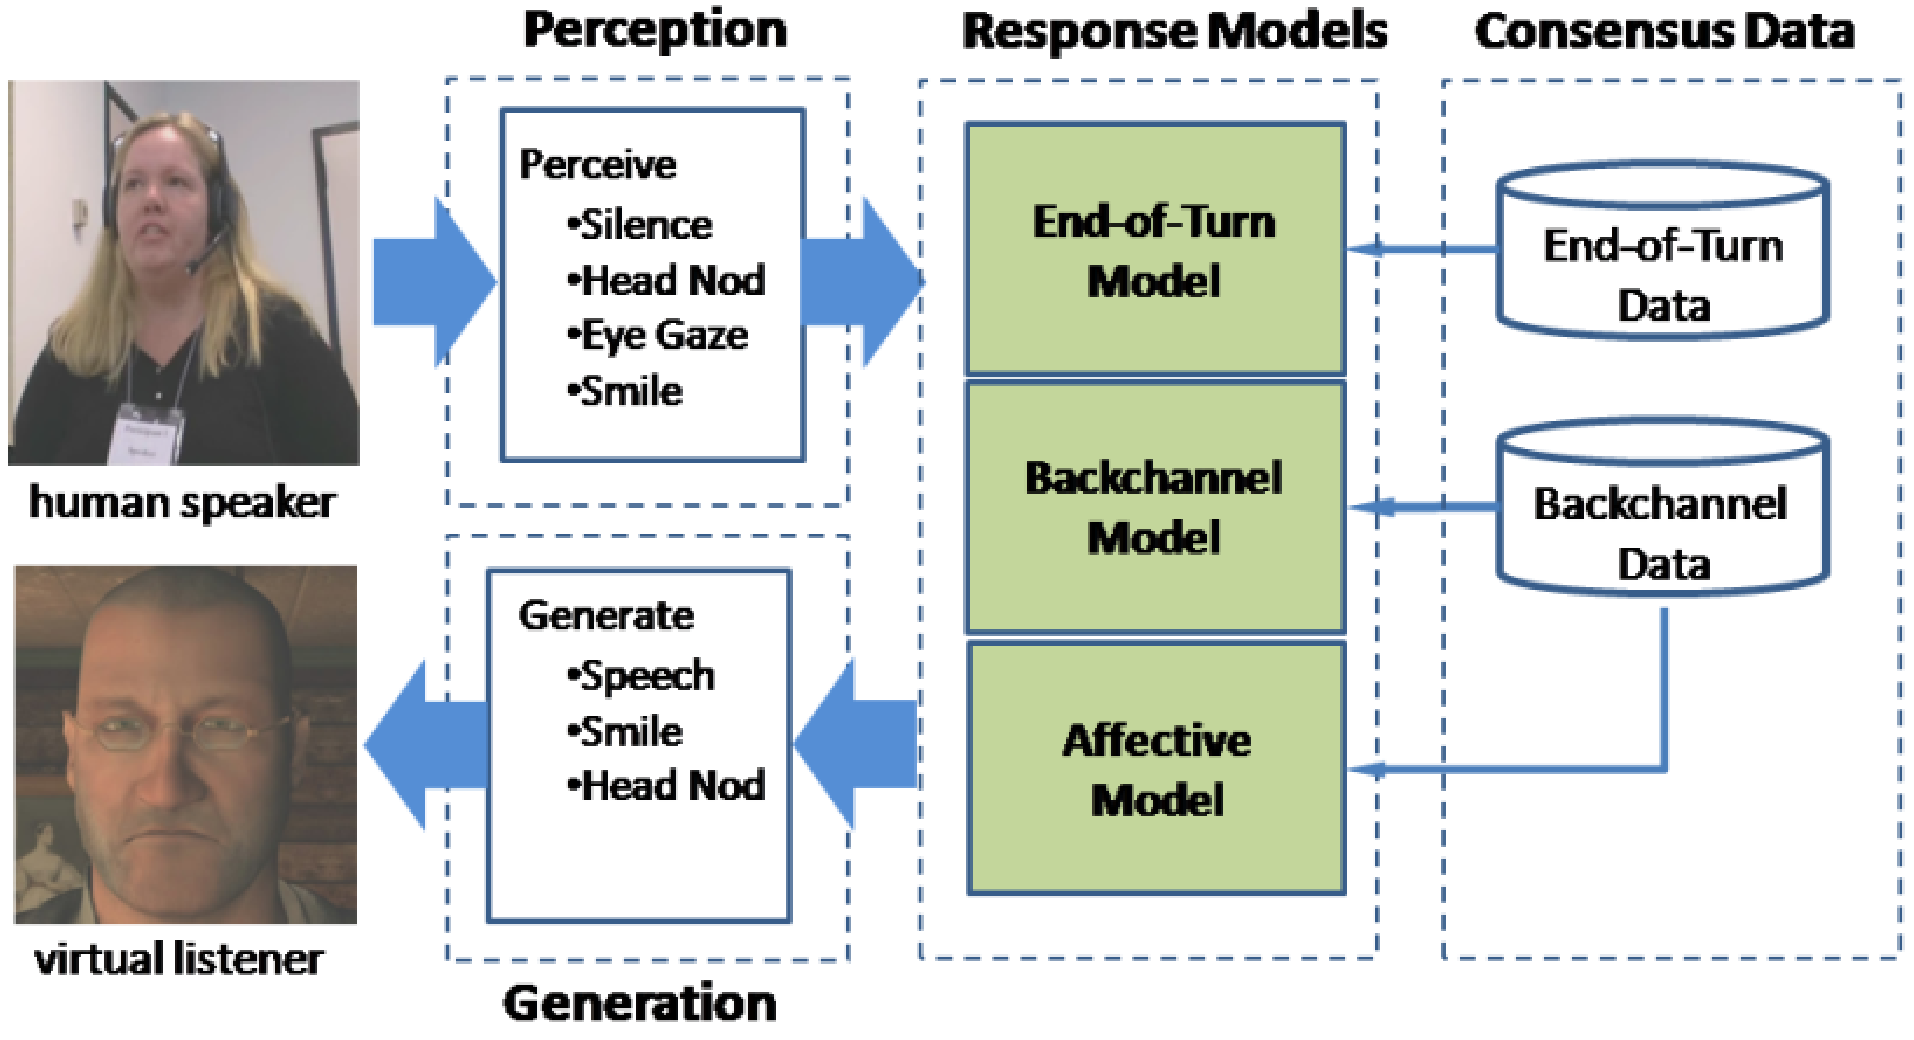 Perception
Response Models
Consensus Data
Perceive
•Silence
•Head Nod
•Eye Gaze
•Smile
human speaker
End-of-Turn
Model
Backchannel
Model
Affective
Model
End-of-Turn
Data
Backchannel
Data
Generate
•Speech
•Smile
•Head Nod
virtual listener
Generation